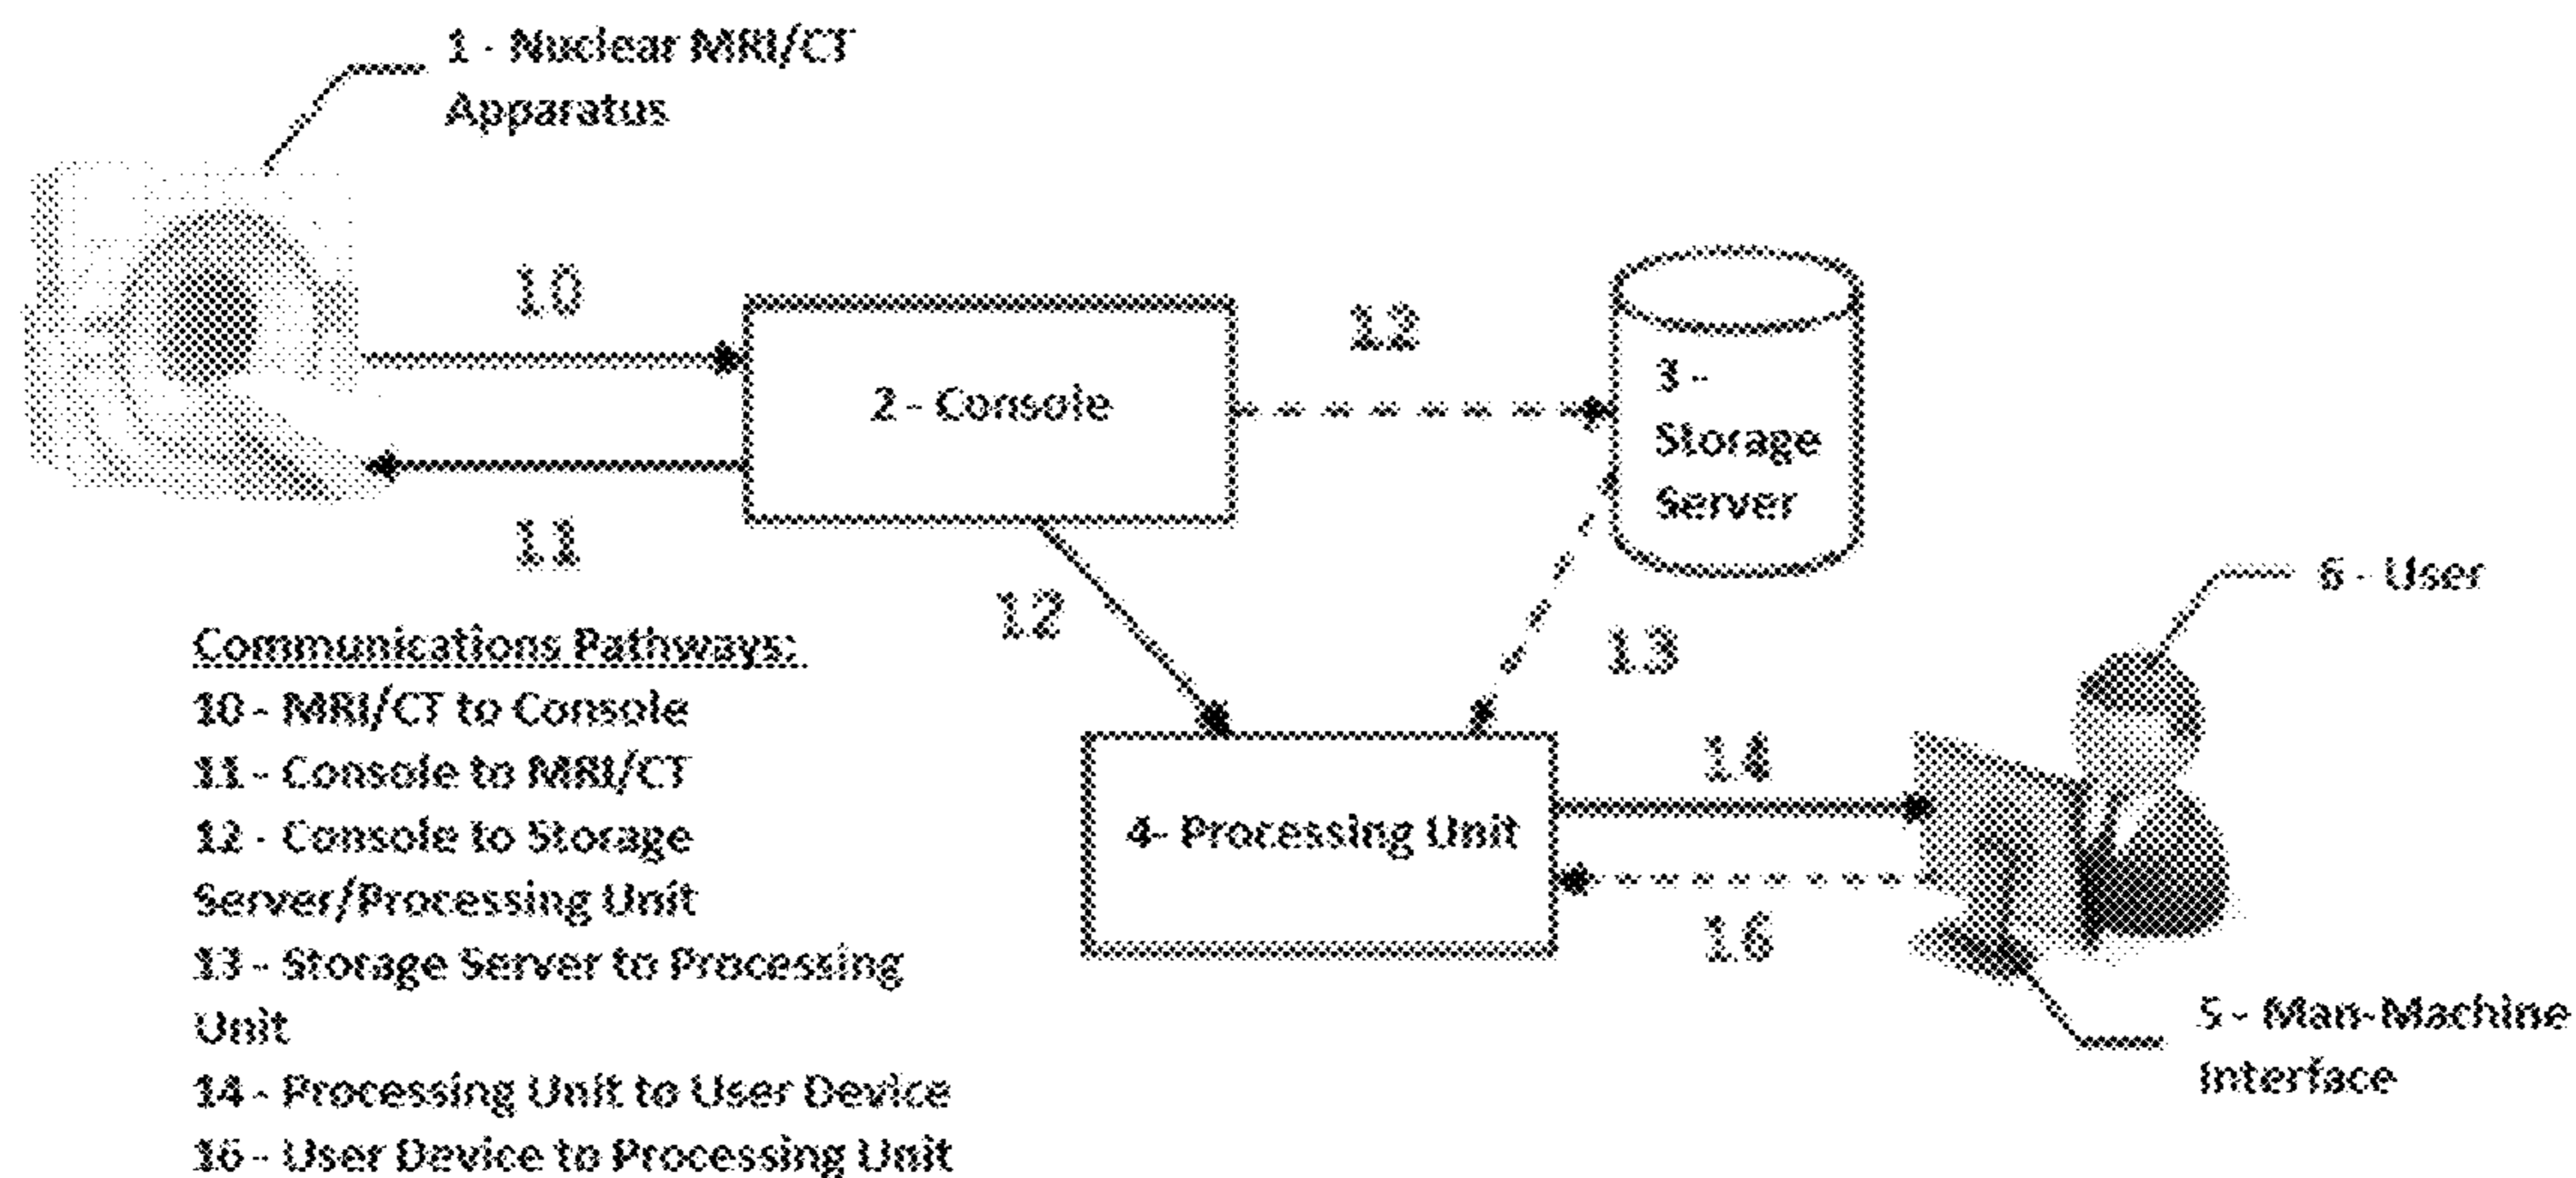 1 - Nuclear MRI/CT
Apparatus
10
12
2 - Console
3 -
Storage
Server
11
12
13
6 - User
Communications Pathways:
10 - MRI/CT to Console
11 - Console to MRI/CT
12 - Console to Storage
Server/Processing Unit
13 - Storage Server to Processing
Unit
14 - Processing Unit to User Device
16 - User Device to Processing Unit
14
4- Processing Unit
16
5 - Man-Machine
Interface